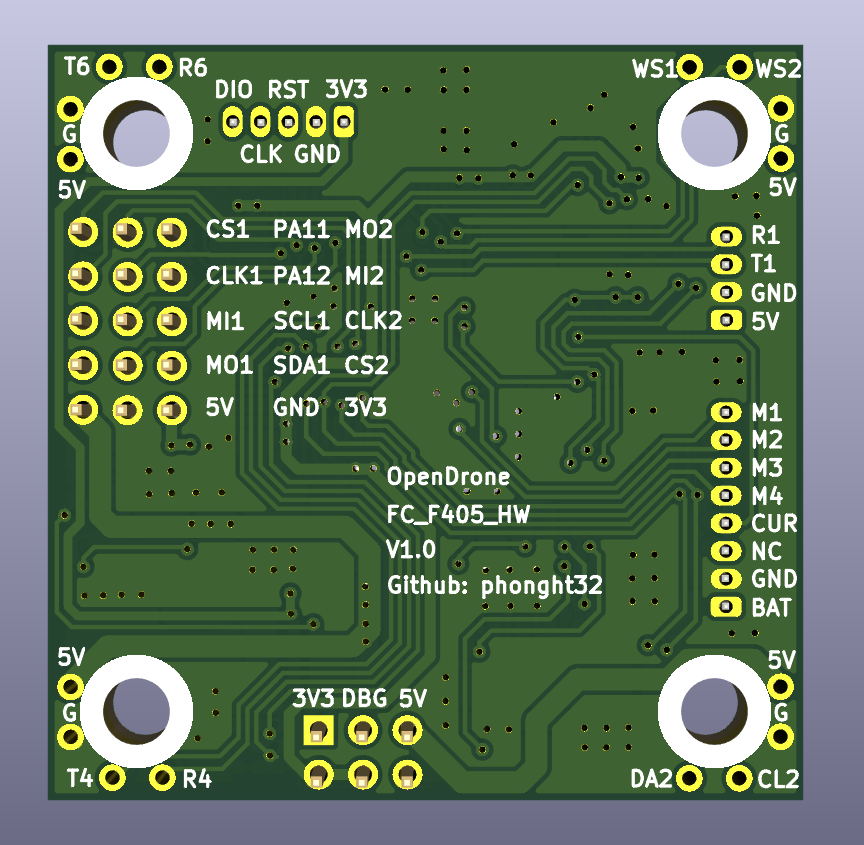 T6 R6 WS1 WS2
DIO RST 3V3
G G
CLK GND
5V 5V
CS1 PA11 MO2 R1
CLK1 PA12 MI2 T1
GND
MI1 SCL1 CLK2 5V
MO1 SDA1 CS2
5V GND 3V3 M1
M2
OpenDrone M3
M4
FC_F405_HW CUR
V1.0 NC
Github: phonght32 GND
BAT
5V 5V
3V3 DBG 5V
G G
T4 R4 DA2 CL2